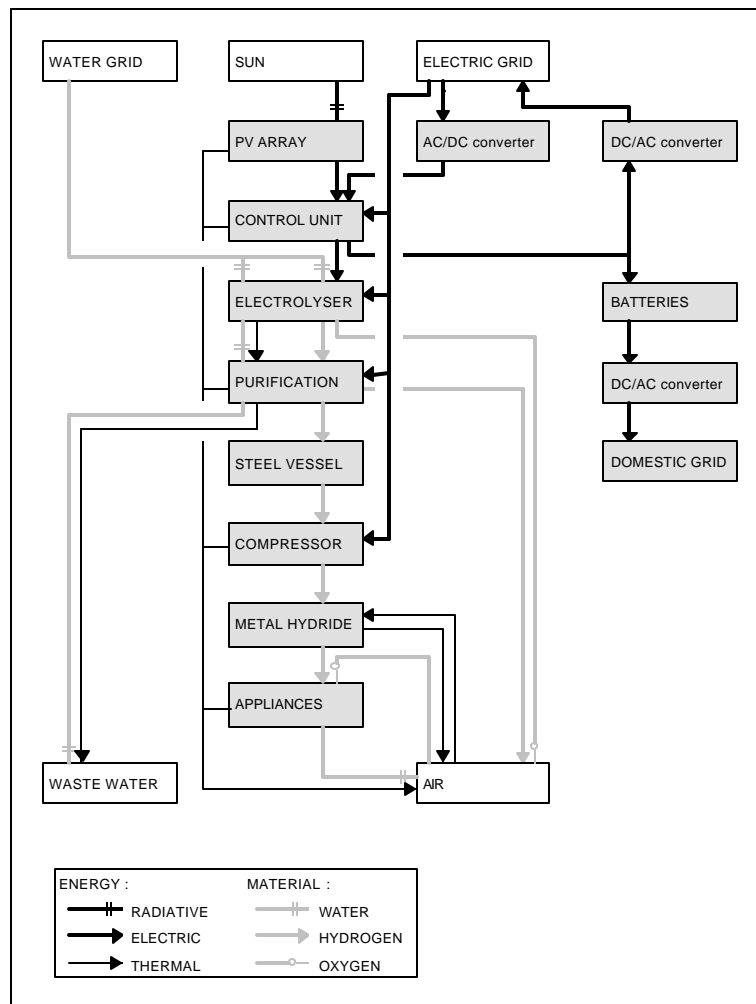 WATER GRID
SUN
ELECTRIC GRID
PV ARRAY
AC/DC converter
DC/AC converter
CONTROL UNIT
ELECTROLYSER
BATTERIES
PURIFICATION
DC/AC converter
STEEL VESSEL
DOMESTIC GRID
COMPRESSOR
METAL HYDRIDE
APPLIANCES
WASTE WATER
AIR
ENERGY :
MATERIAL :
RADIATIVE
WATER
ELECTRIC
HYDROGEN
THERMAL
OXYGEN